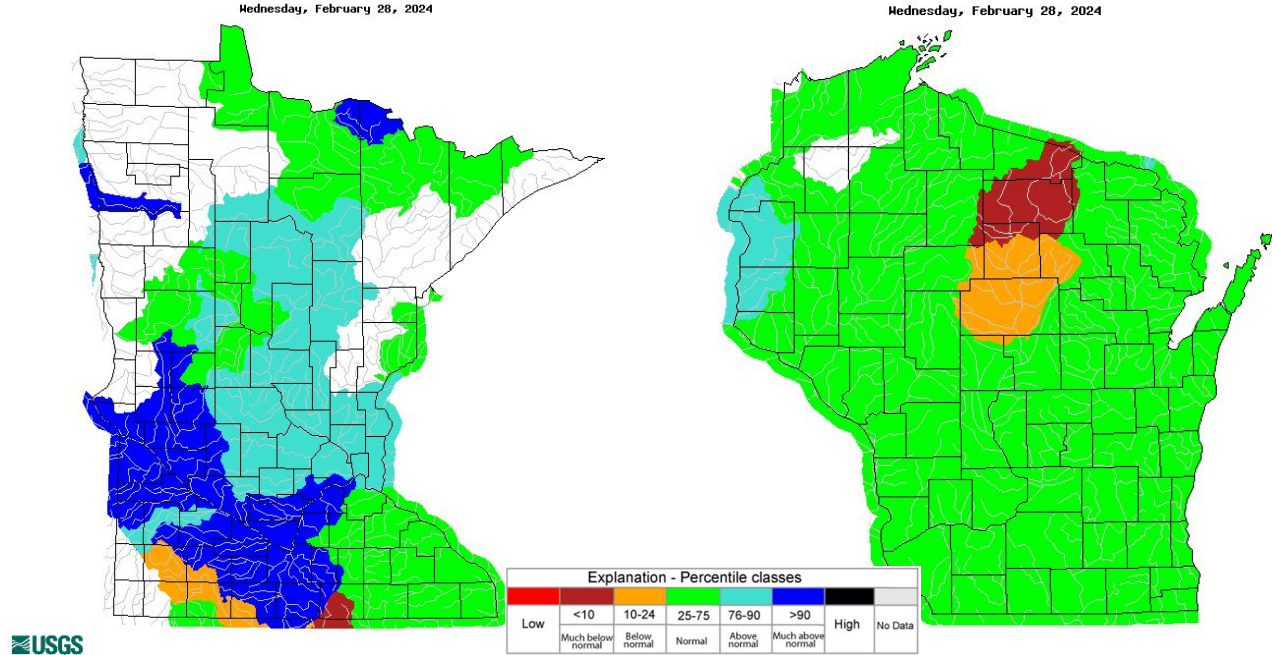 Wednesday, February 28, 2024
Wednesday, February 28, 2024
Explanation - Percentile classes
Low
<10
10-24
25-75
76-90
>90
High
No Data
Much below
normal
Below
normal
Normal
Above
normal
Much above
normal
USGS